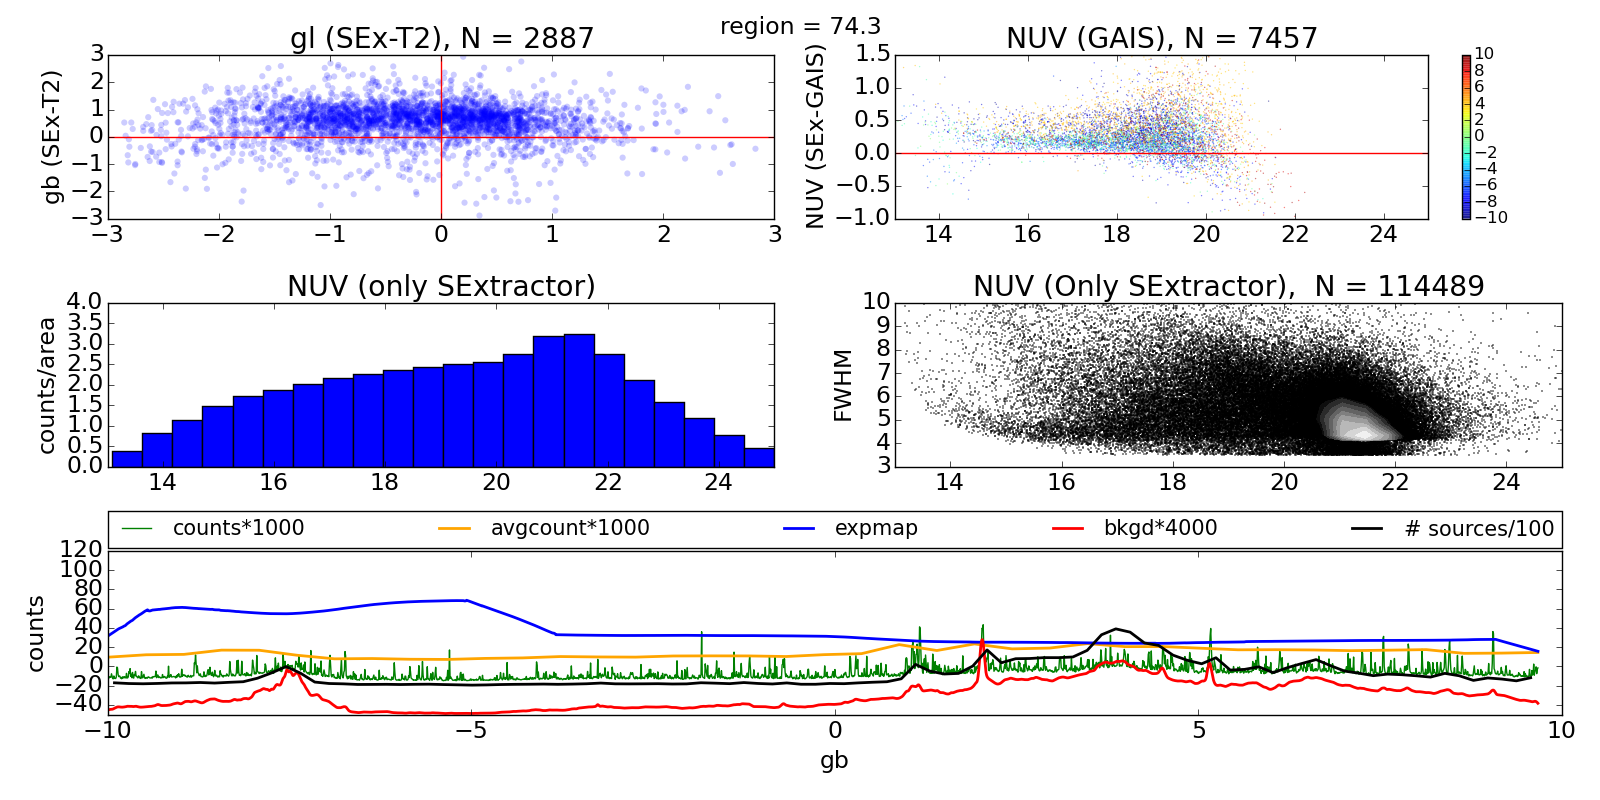 region = 74.3
gl (SEx-T2), N = 2887
gb (SEx-T2)
3
2
1
0
−1
−2
−3
−3 −2 −1 0 1 2 3
NUV (GAIS), N = 7457
NUV (SEx-GAIS)
1.5
1.0
0.5
0.0
−0.5
−1.0
14 16 18 20 22 24
10
8
6
4
2
0
−2
−4
−6
−8
−10
NUV (only SExtractor)
counts/area
4.0
3.5
3.0
2.5
2.0
1.5
1.0
0.5
0.0
14 16 18 20 22 24
NUV (Only SExtractor),  N = 114489
FWHM
10
9
8
7
6
5
4
3
14 16 18 20 22 24
counts*1000 avgcount*1000 expmap bkgd*4000 # sources/100
counts
120
100
80
60
40
20
0
−20
−40
−10 −5 0 5 10
gb